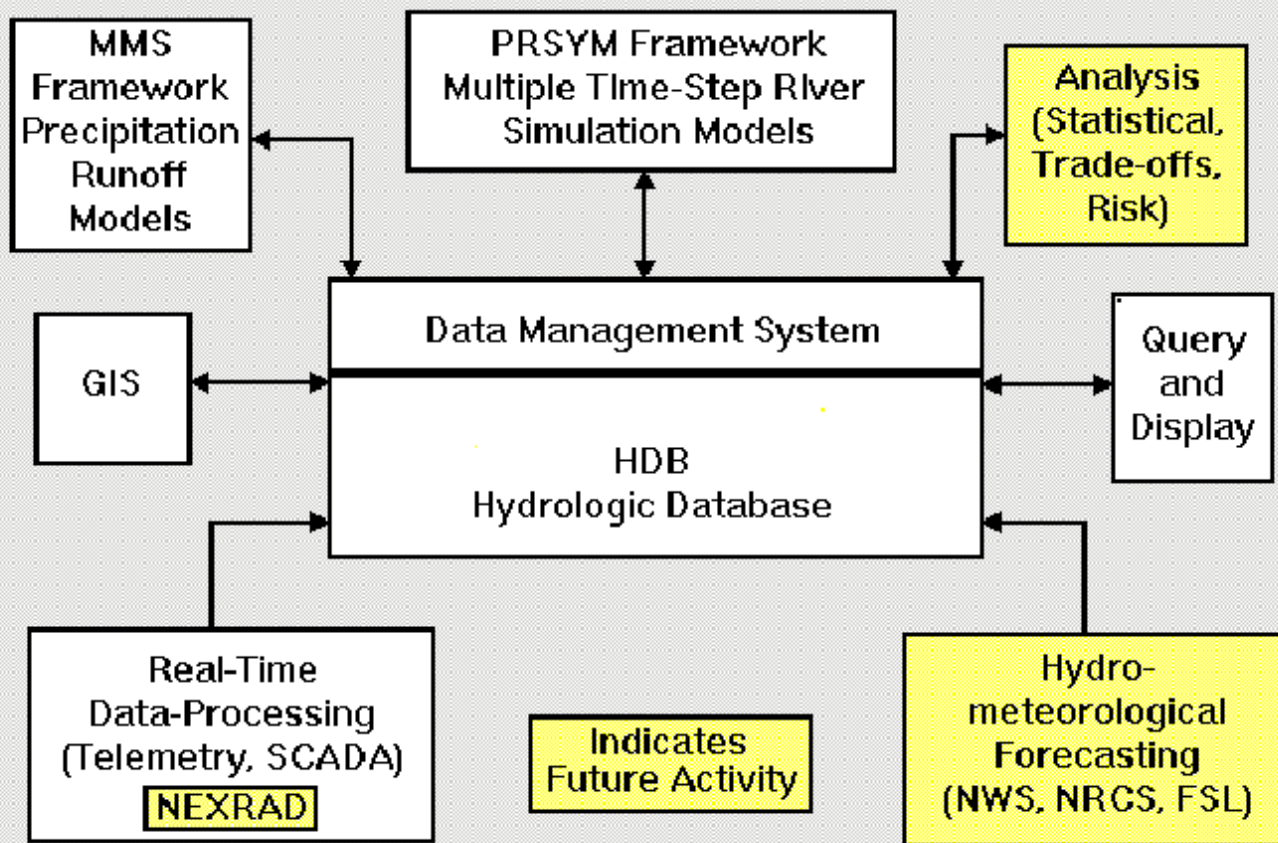 MMS
Framework
Precipitation
Runoff
Models
PRSYM Framework
Multiple TIme-Step RIver
Simulation Models
Analysis
(Statistical,
Trade-offs,
Risk)
Data Management System
GIS
Query
and
Display
HDB
Hydrologic Database
Real-Time
Data-Processing
(Telemetry, SCADA)
NEXRAD
Indicates
Future Activity
Hydro-
meteorological
Forecasting
(NWS, NRCS, FSL)